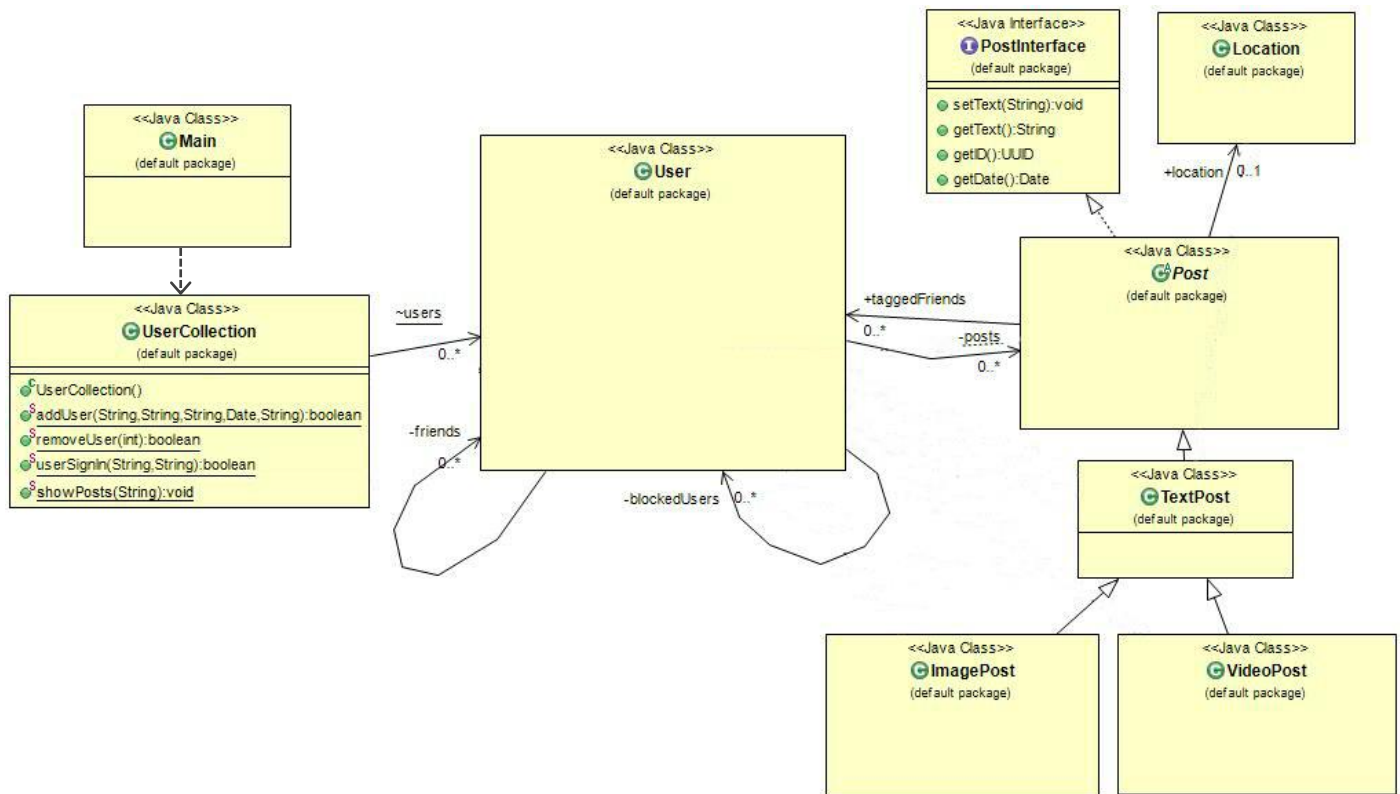 <<Java Class>>
Main
(default package)
<<Java Class>>
UserCollection
(default package)
UserCollection()
addUser(String,String,String,Date,String):boolean
removeUser(int):boolean
userSignIn(String,String):boolean
showPosts(String):void
~users
0..*
<<Java Class>>
User
(default package)
-friends
0..*
-blockedUsers
0..*
+taggedFriends
0..*
-posts
0..*
<<Java Interface>>
PostInterface
(default package)
setText(String):void
getText():String
getID():UUID
getDate():Date
<<Java Class>>
Location
(default package)
+location
0..1
<<Java Class>>
Post
(default package)
<<Java Class>>
TextPost
(default package)
<<Java Class>>
ImagePost
(default package)
<<Java Class>>
VideoPost
(default package)